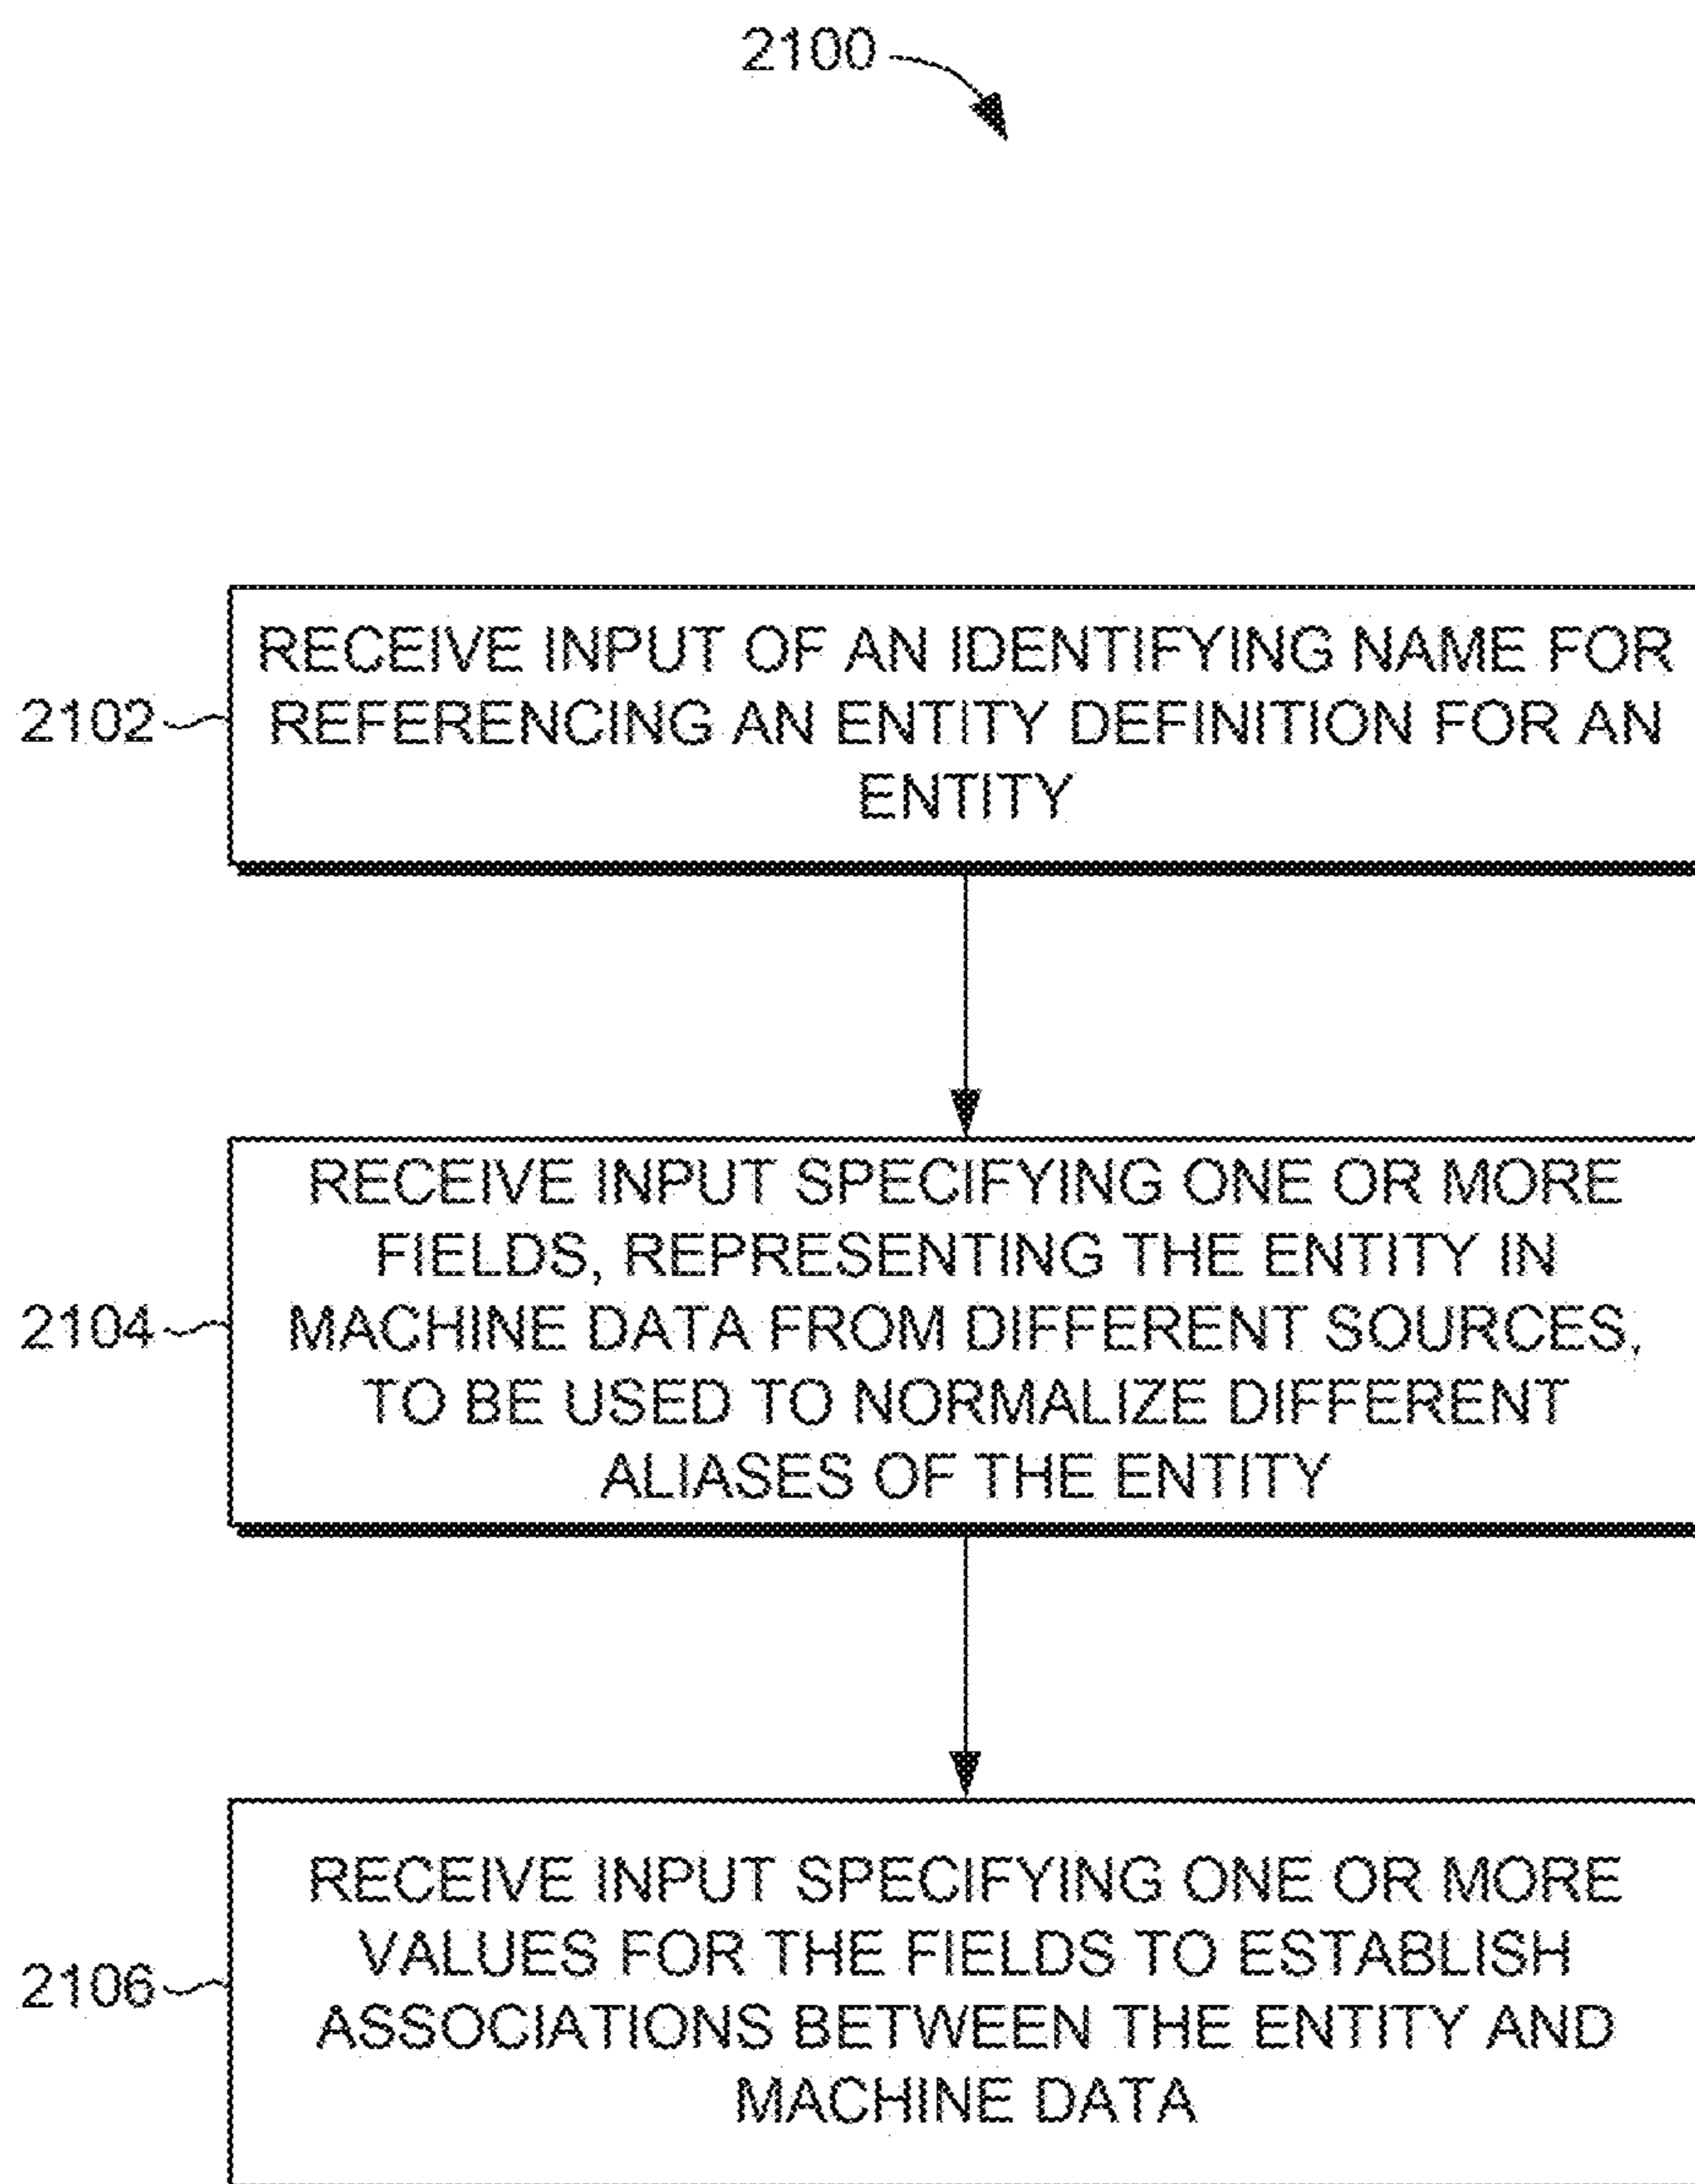 2100
RECEIVE INPUT OF AN IDENTIFYING NAME FOR
REFERENCING AN ENTITY DEFINITION FOR AN
ENTITY
2102
RECEIVE INPUT SPECIFYING ONE OR MORE
FIELDS, REPRESENTING THE ENTITY IN
MACHINE DATA FROM DIFFERENT SOURCES,
TO BE USED TO NORMALIZE DIFFERENT
ALIASES OF THE ENTITY
2104
RECEIVE INPUT SPECIFYING ONE OR MORE
VALUES FOR THE FIELDS TO ESTABLISH
ASSOCIATIONS BETWEEN THE ENTITY AND
MACHINE DATA
2106